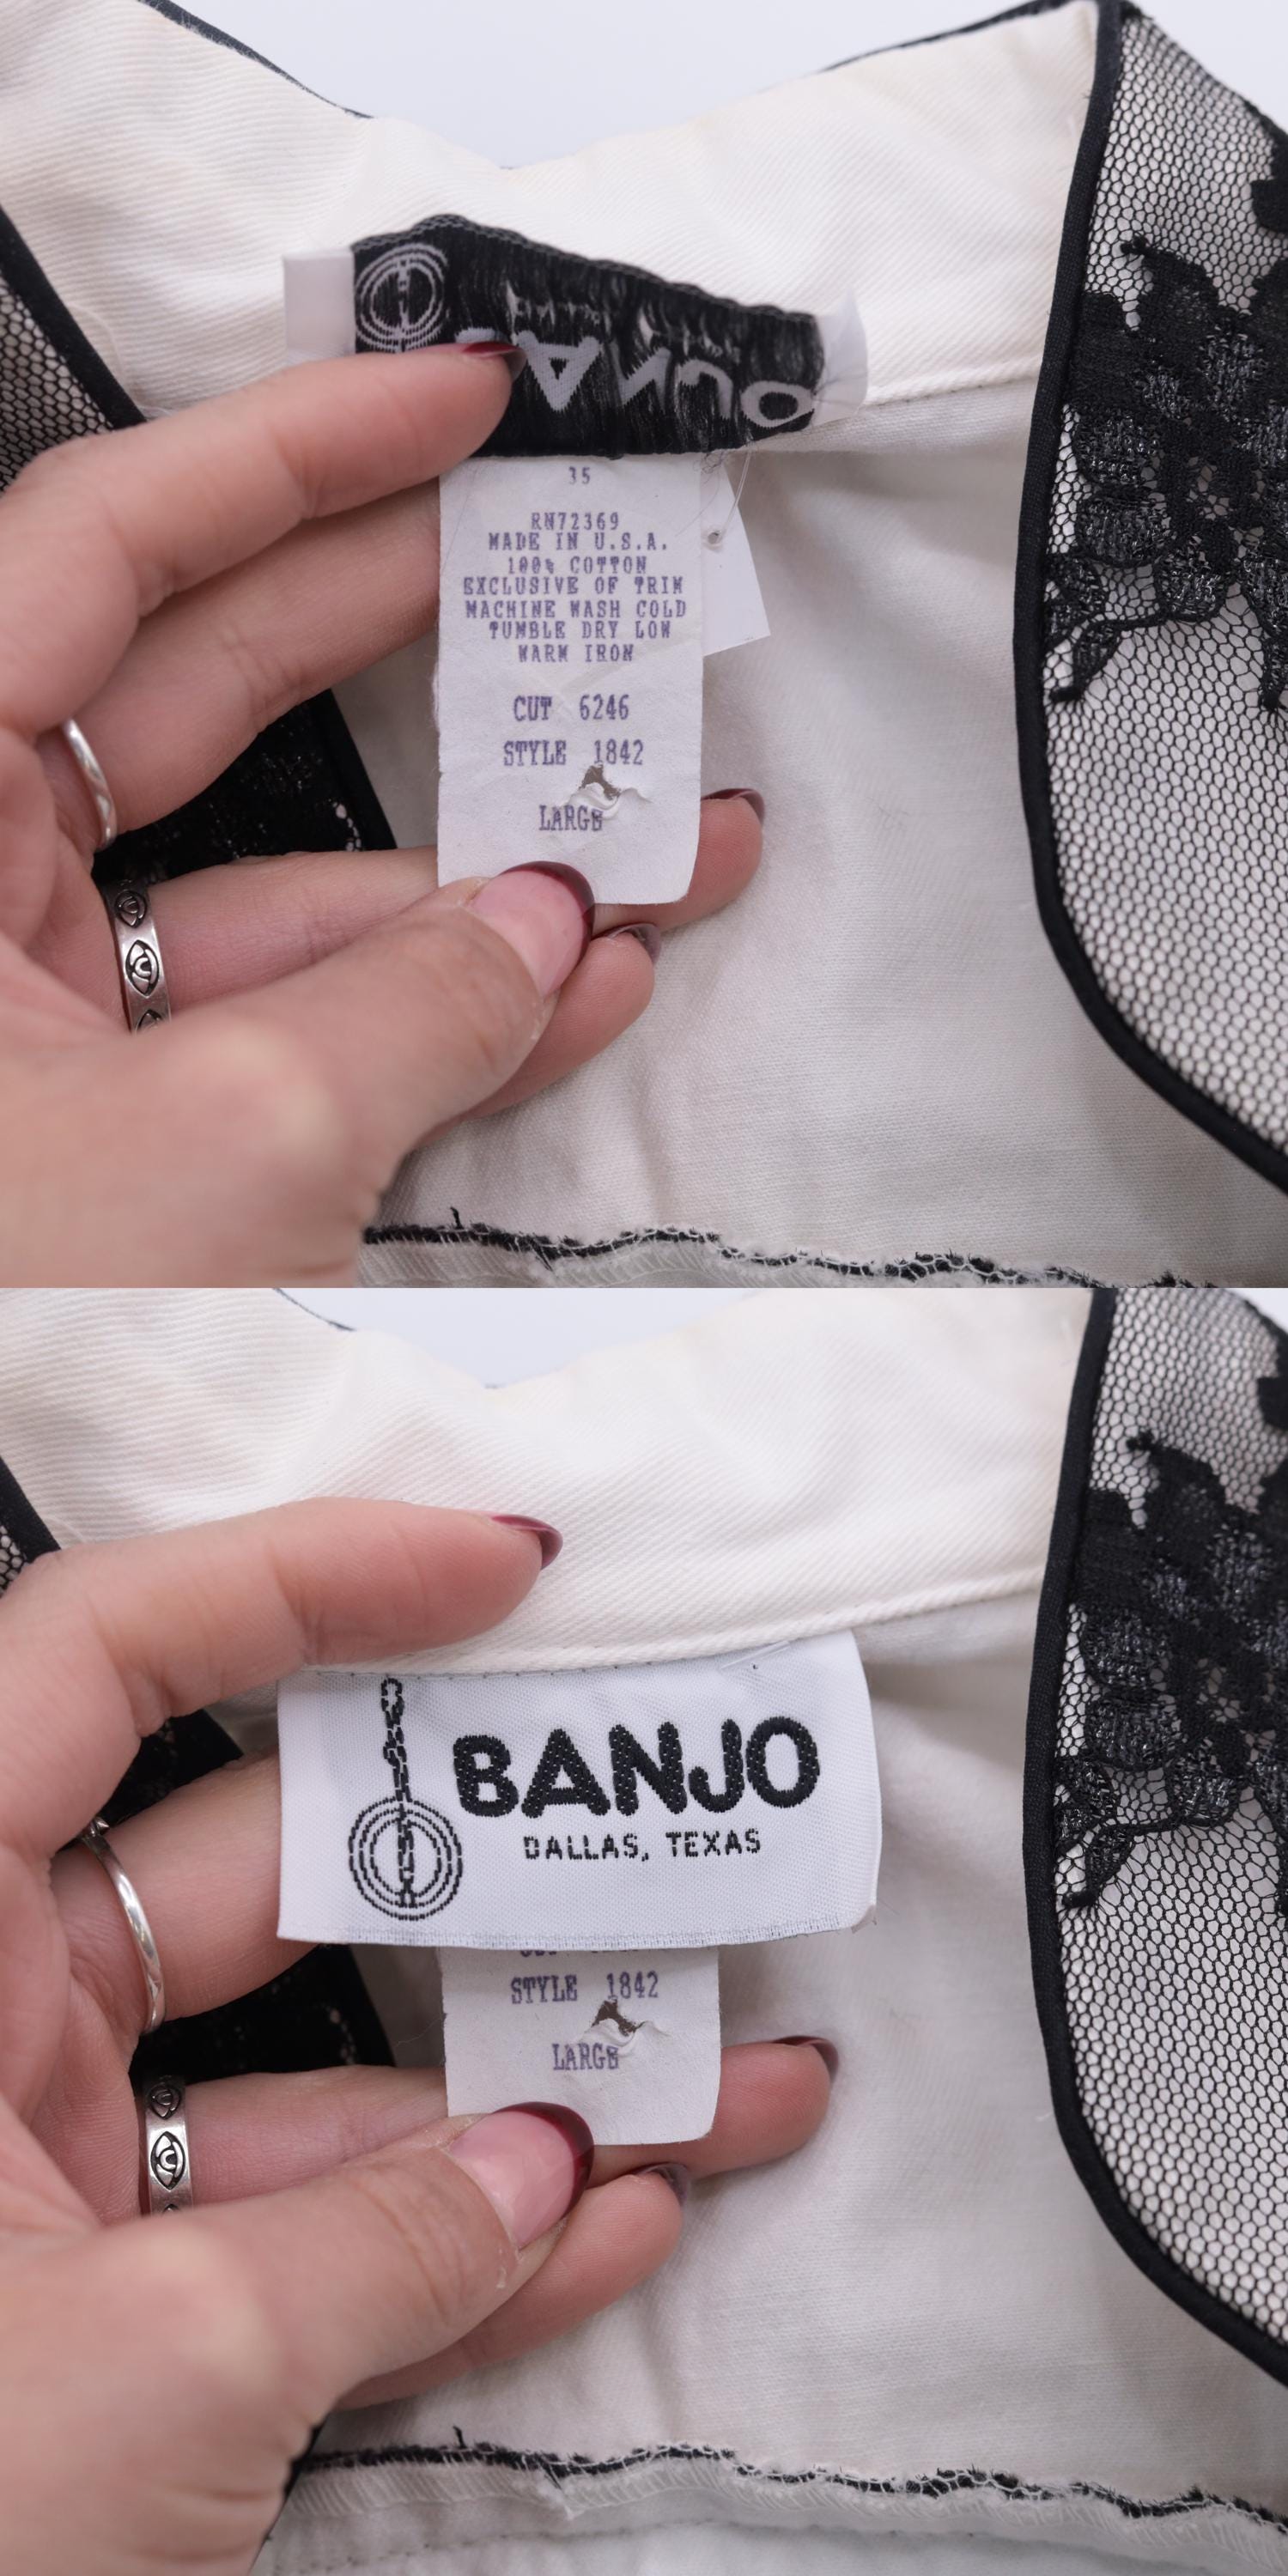 35
RN72369
MADE IN U.S.A.
100% COTTON
EXCLUSIVE OF TRIM
MACHINE WASH COLD
TUMBLE DRY LOW
WARM IRON
CUT 6246
STYLE 1842
LARGE
BANJO
DALLAS, TEXAS
STYLE 1842
LARGE